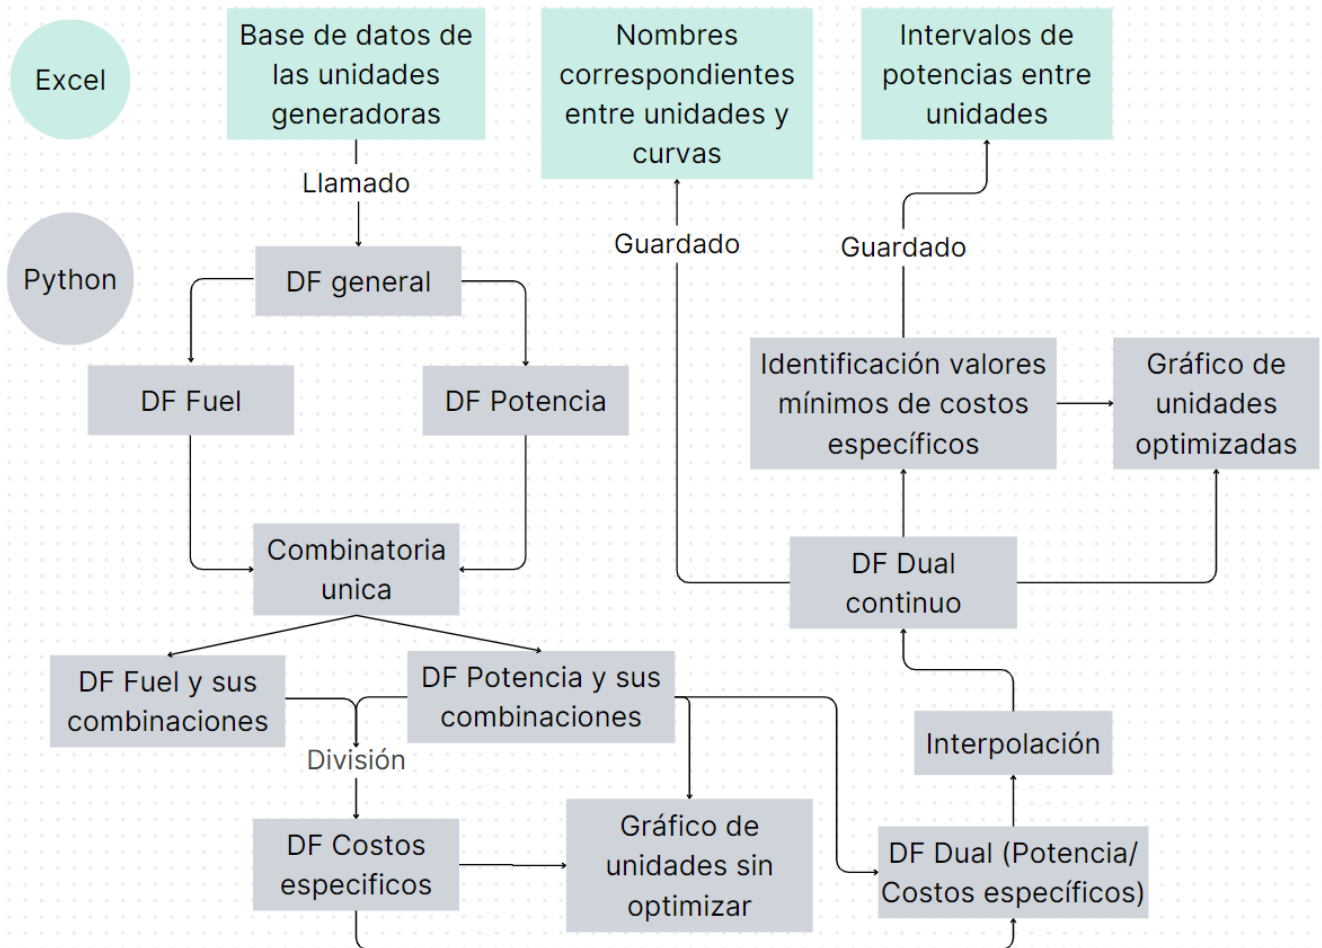 Excel
Base de datos de
las unidades
generadoras
Nombres
correspondientes
entre unidades y
curvas
Intervalos de
potencias entre
unidades
Llamado
Guardado
Guardado
Python
DF general
DF Fuel
DF Potencia
Identificación valores
mínimos de costos
específicos
Gráfico de
unidades
optimizadas
Combinatoria
unica
DF Dual
continuo
DF Fuel y sus
combinaciones
DF Potencia y sus
combinaciones
División
Interpolación
DF Costos
especificos
Gráfico de
unidades sin
optimizar
DF Dual (Potencia/
Costos específicos)